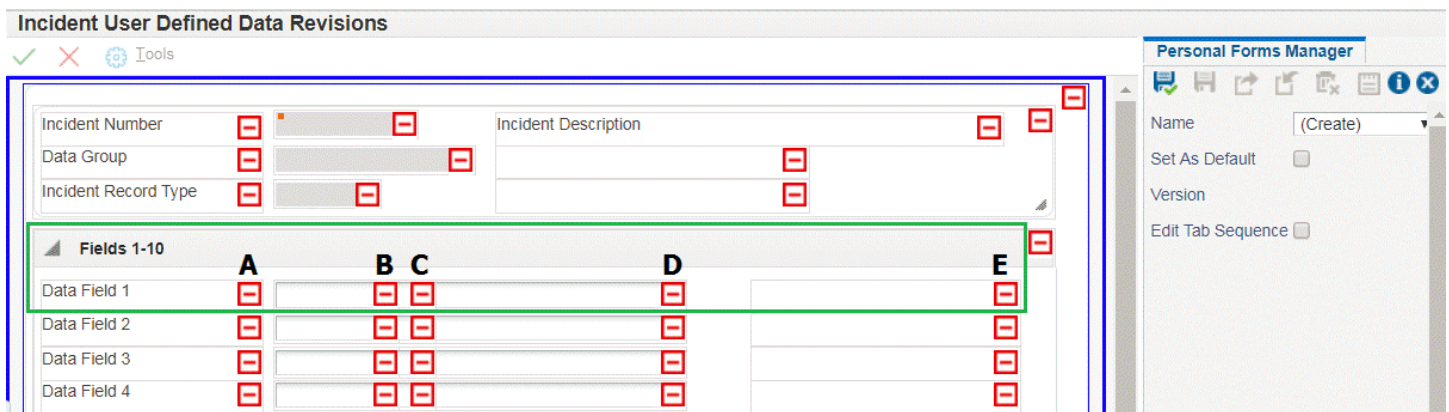 Incident User Defined Data Revisions
Tools
Personal Forms Manager
Incident Number
Incident Description
Data Group
Incident Record Type
Name (Create)
Set As Default
Version
Edit Tab Sequence
Fields 1-10
A B C D E
Data Field 1
Data Field 2
Data Field 3
Data Field 4